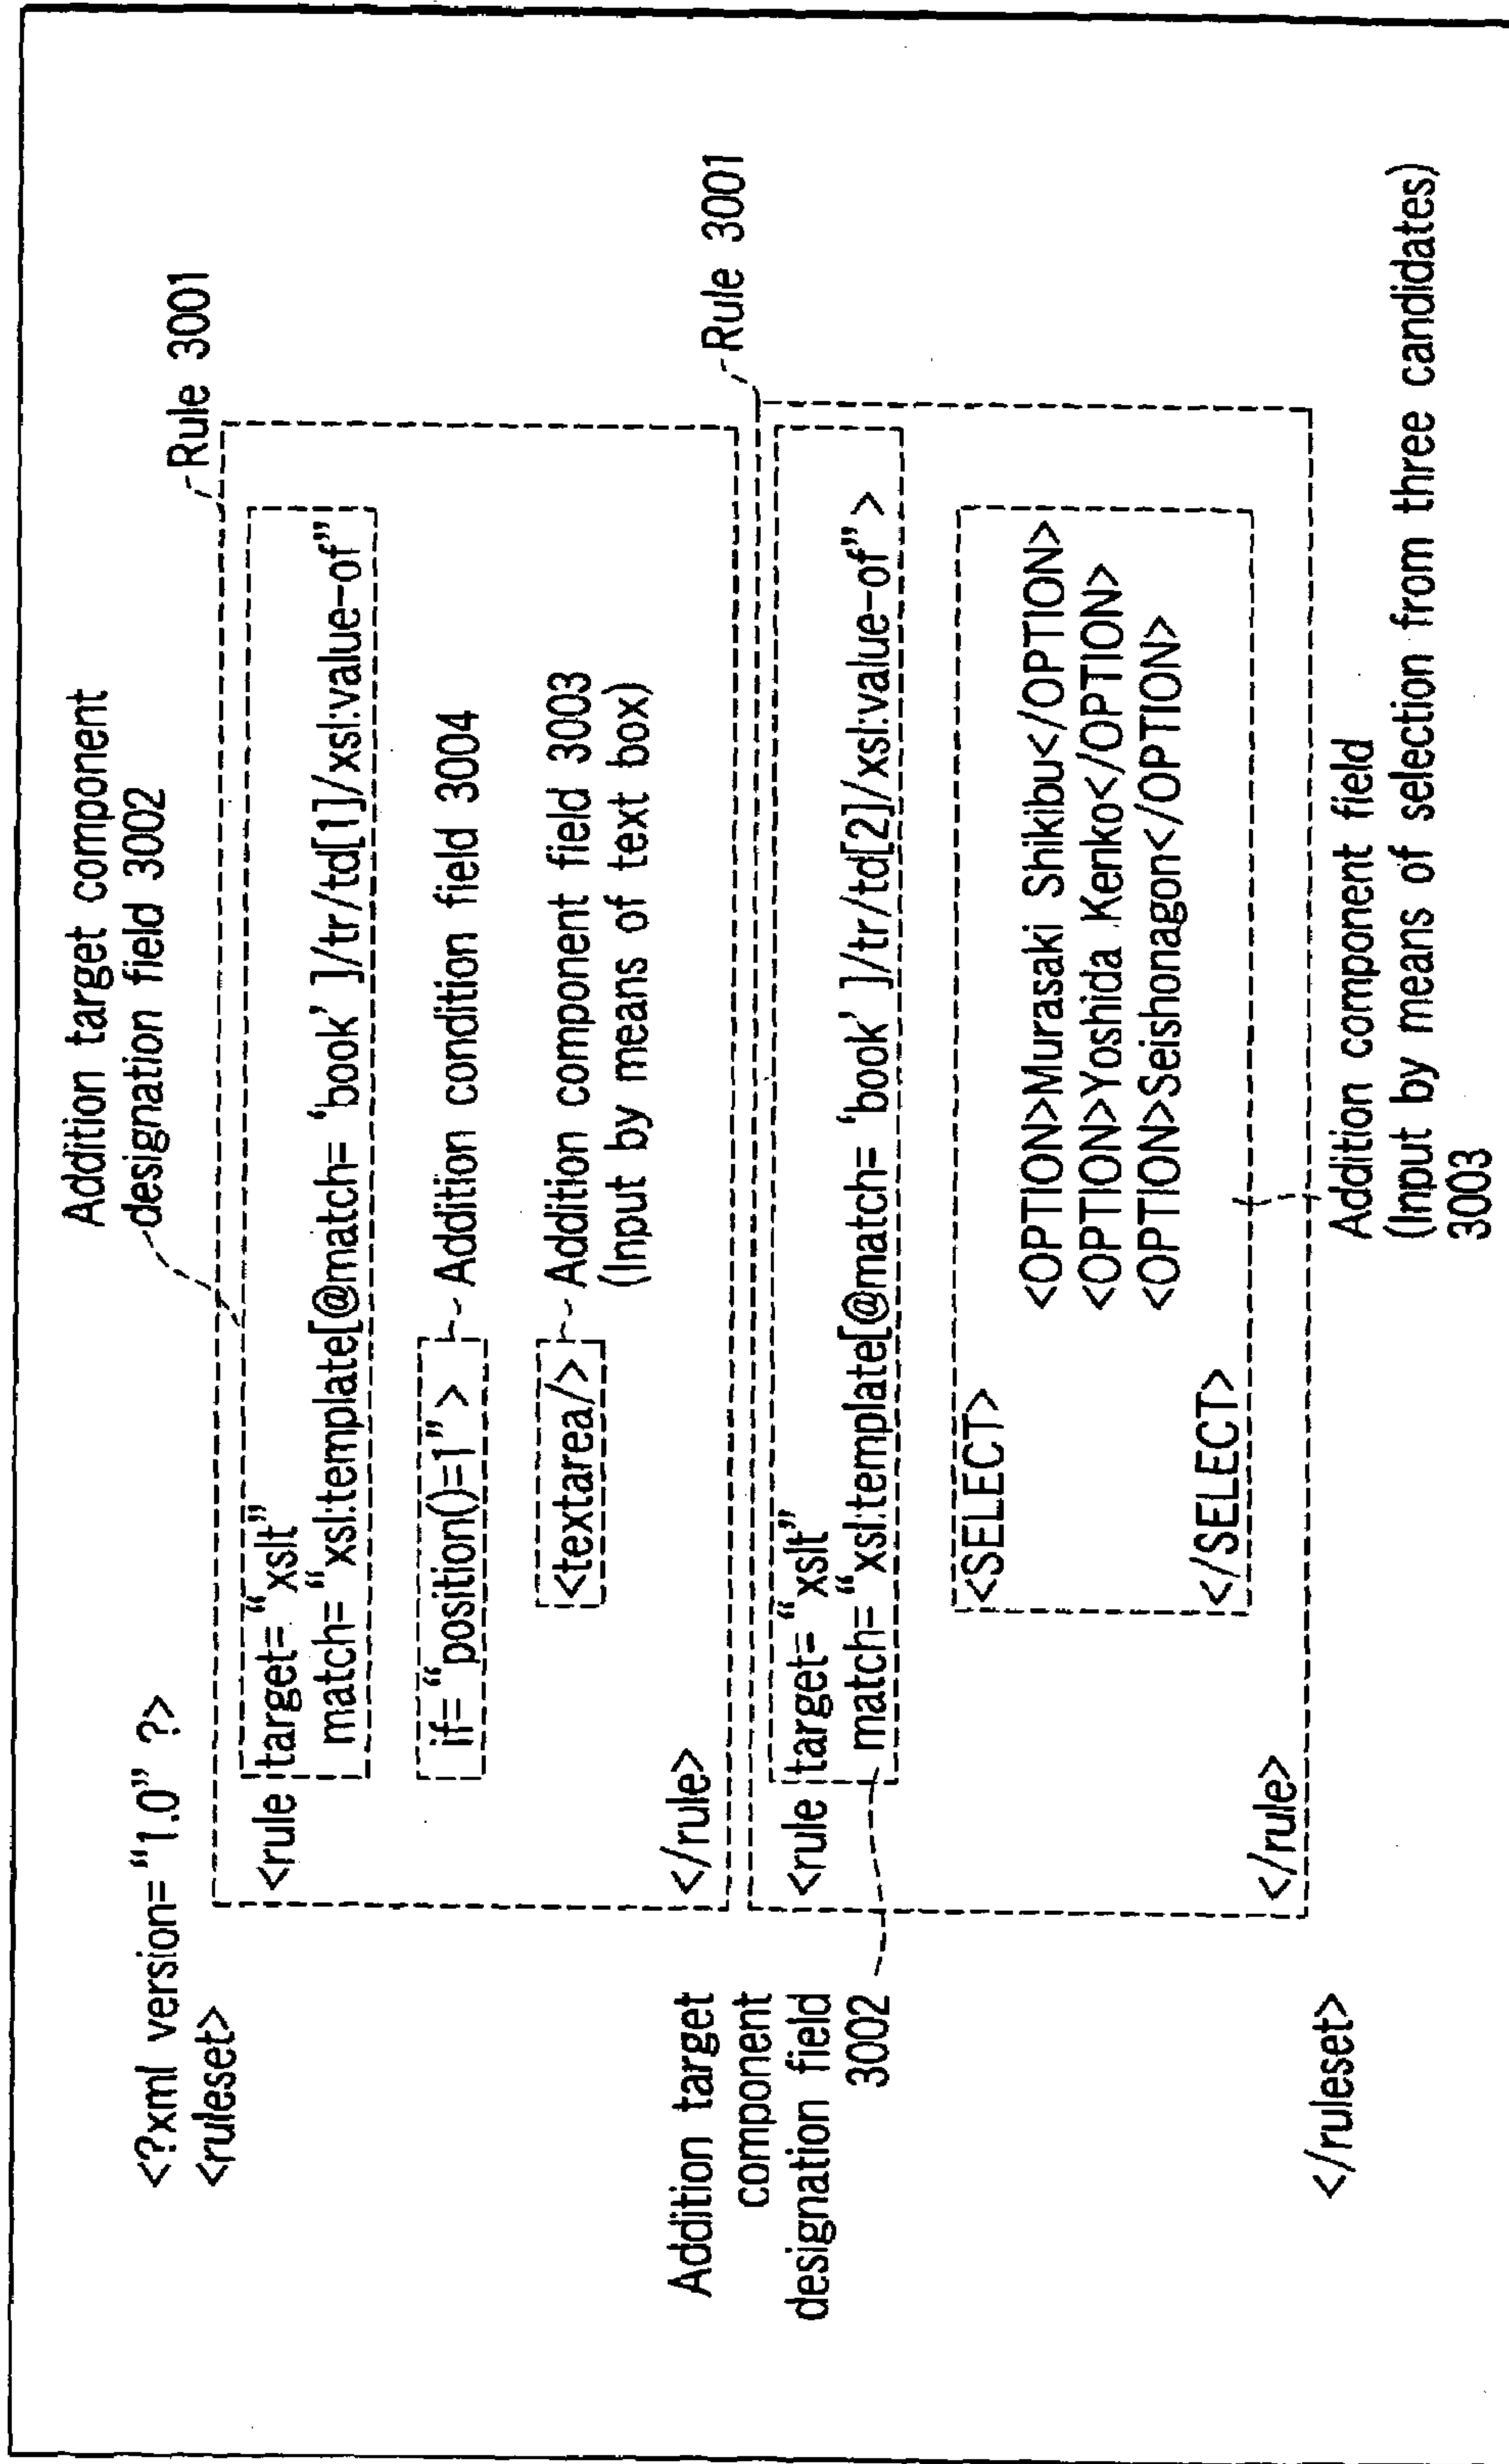 <?xml version=“1.0” ?>
<ruleset>
Addition target component
designation field 3002
Rule 3001
<rule target=“xslt”
match=“xsl:template[@match=‘book’ ]/tr/td[1]/xsl:value-of”
if=“position()=1” >
Addition condition field 3004
<textarea/>
Addition component field 3003
(Input by means of text box)
</rule>
Rule 3001
Addition target
component
designation field
3002
<rule target=“xslt”
match=“xsl:template[@match=‘book’ ]/tr/td[2]/xsl:value-of” >
<SELECT>
<OPTION>Murasaki Shikibu</OPTION>
<OPTION>Yoshida Kenko</OPTION>
<OPTION>Seishonagon</OPTION>
</SELECT>
</rule>
Addition component field
(Input by means of selection from three candidates)
3003
</ruleset>